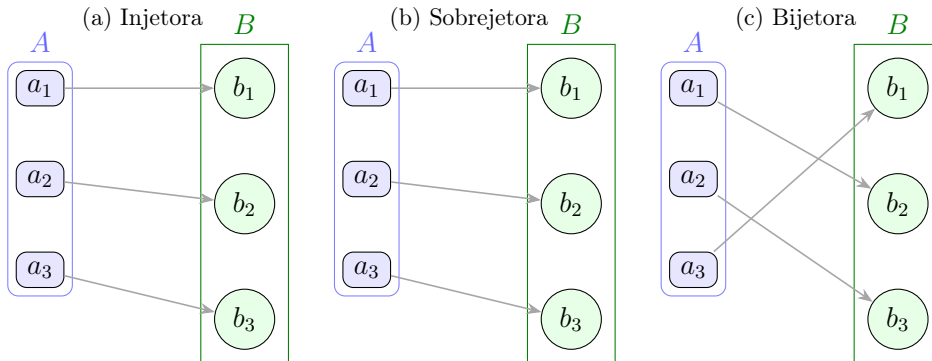 (a) Injetora
A
B
a1
b1
a2
b2
a3
b3
(b) Sobrejetora
A
B
a1
b1
a2
b2
a3
b3
(c) Bijetora
A
B
a1
b1
a2
b2
a3
b3